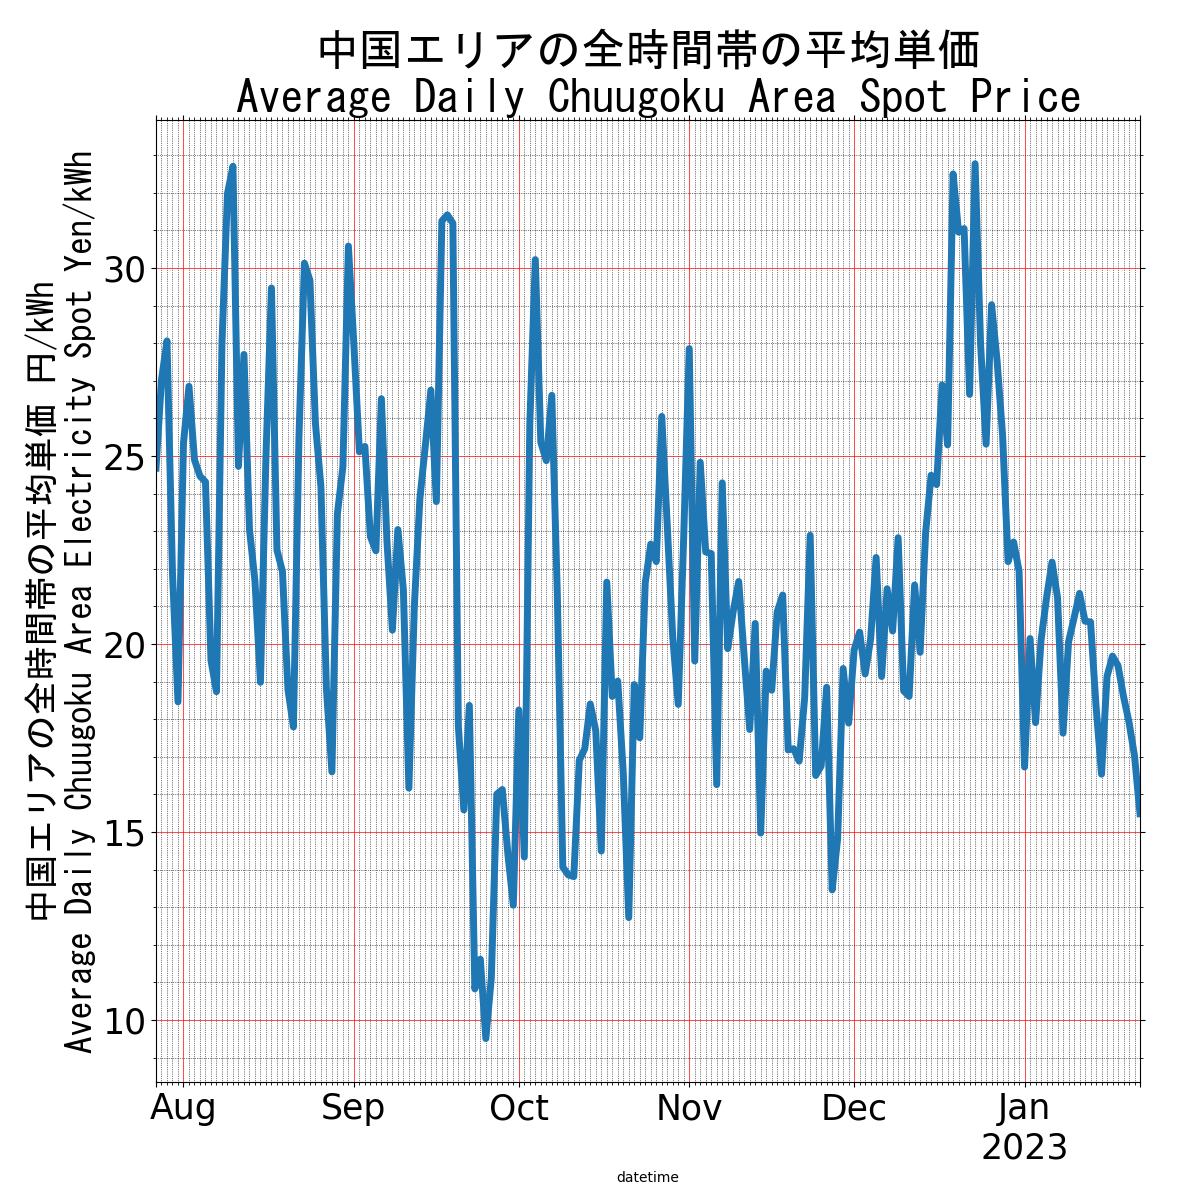 中国エリアの全時間帯の平均単価
Average Daily Chuugoku Area Spot Price
中国エリアの全時間帯の平均単価 円/kWh
Average Daily Chuugoku Area Electricity Spot Yen/kWh
30
25
20
15
10
Aug Sep Oct Nov Dec Jan
2023
datetime